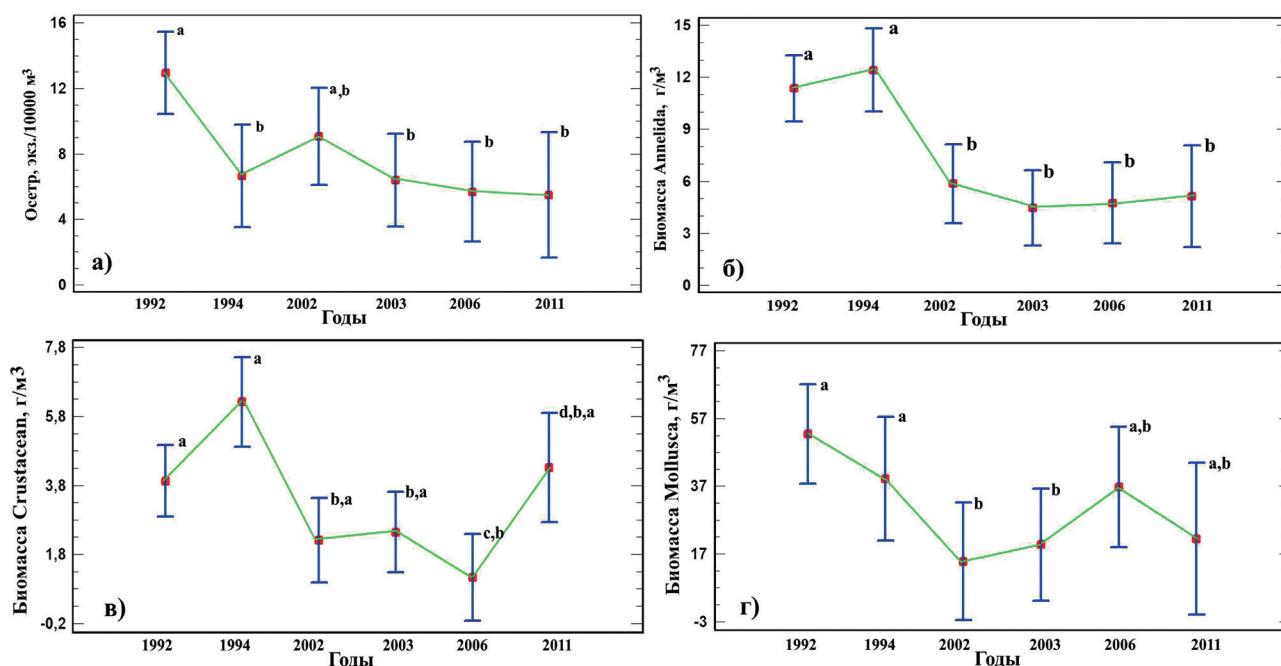 Осетр, экз./10000 м³
16
12
8
4
0
a
b
a,b
b
b
b
а)
1992 1994 2002 2003 2006 2011
Годы
Биомасса Annelida, г/м³
15
12
9
6
3
0
a
a
b
b
b
b
б)
1992 1994 2002 2003 2006 2011
Годы
Биомасса Crustacean, г/м³
7,8
5,8
3,8
1,8
-0,2
a
a
b,a
b,a
c,b
d,b,a
в)
1992 1994 2002 2003 2006 2011
Годы
Биомасса Mollusca, г/м³
77
57
37
17
-3
a
a
b
b
a,b
a,b
г)
1992 1994 2002 2003 2006 2011
Годы